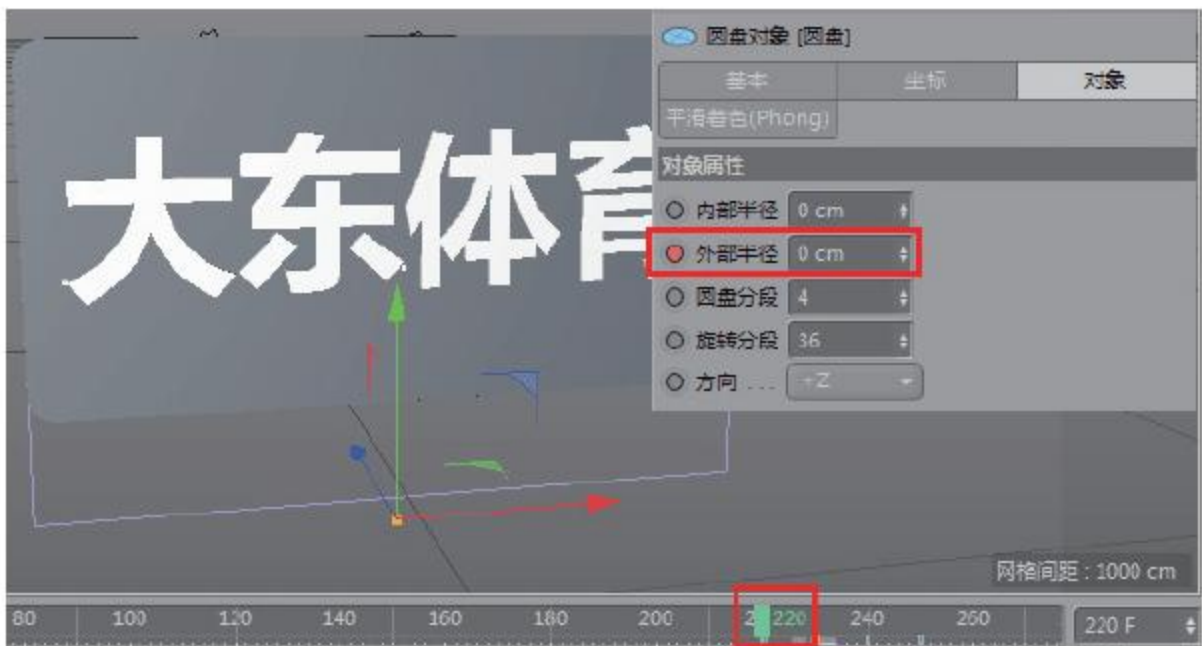 圆盘对象 [圆盘]
基本 坐标 对象
平滑着色(Phong)
对象属性
内部半径 0 cm
外部半径 0 cm
圆盘分段 4
旋转分段 36
方向 ... +Z
大东体育
网格间距 : 1000 cm
80 100 120 140 160 180 200 220 240 260 220 F